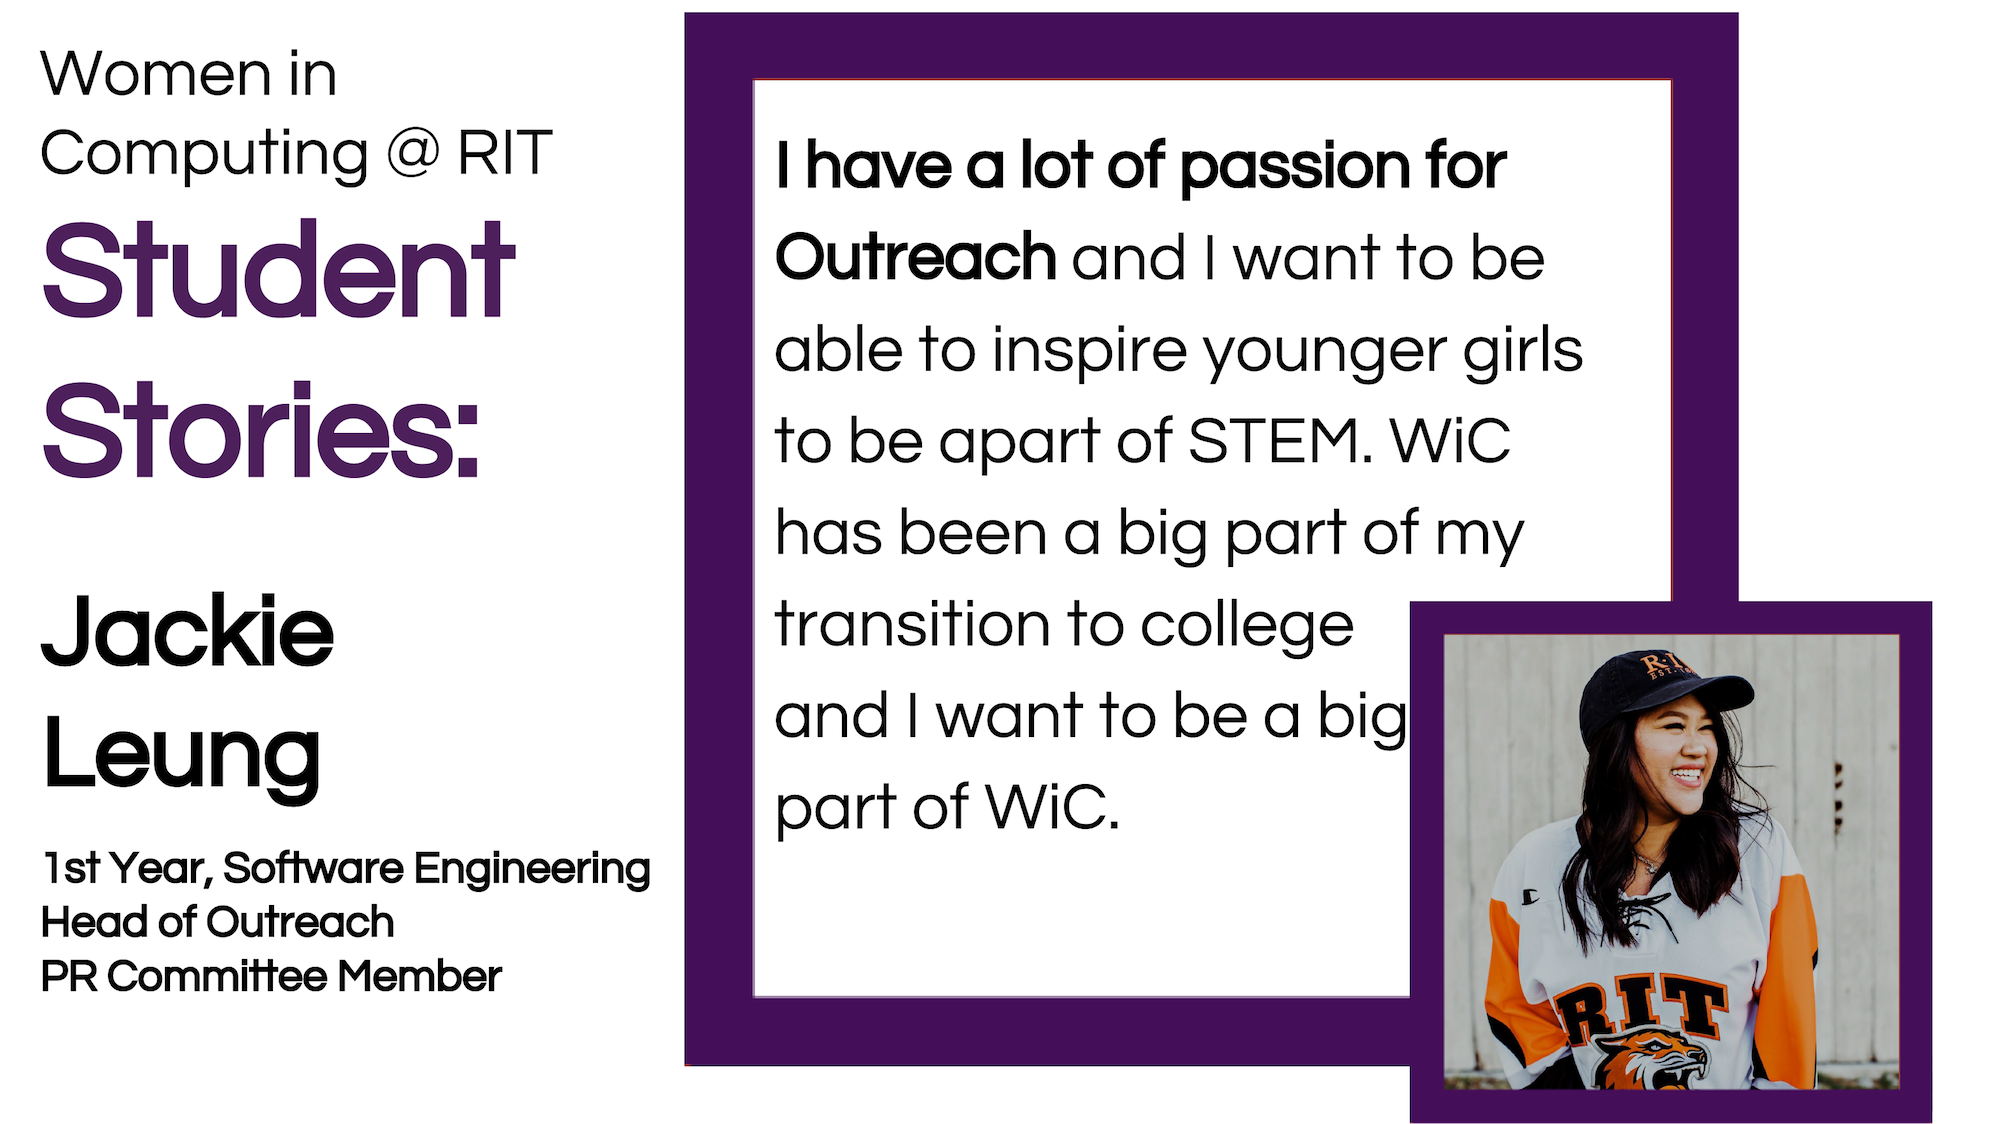 Women in
Computing @ RIT
Student
Stories:
Jackie
Leung
1st Year, Software Engineering
Head of Outreach
PR Committee Member
I have a lot of passion for
Outreach and I want to be
able to inspire younger girls
to be apart of STEM. WiC
has been a big part of my
transition to college
and I want to be a big
part of WiC.
RIT